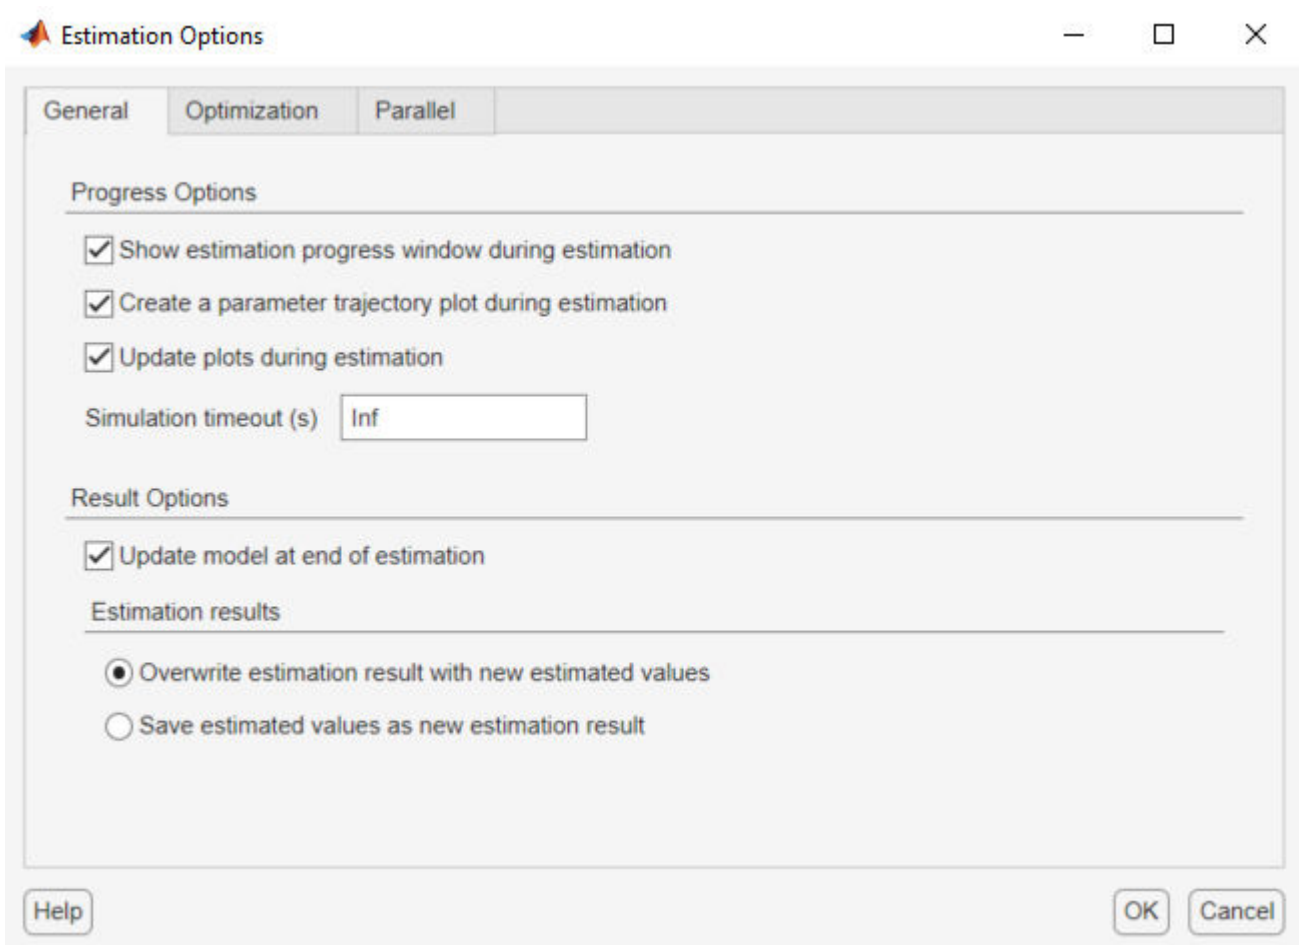 Estimation Options
General Optimization Parallel
Progress Options
Show estimation progress window during estimation
Create a parameter trajectory plot during estimation
Update plots during estimation
Simulation timeout (s) Inf
Result Options
Update model at end of estimation
Estimation results
Overwrite estimation result with new estimated values
Save estimated values as new estimation result
Help OK Cancel